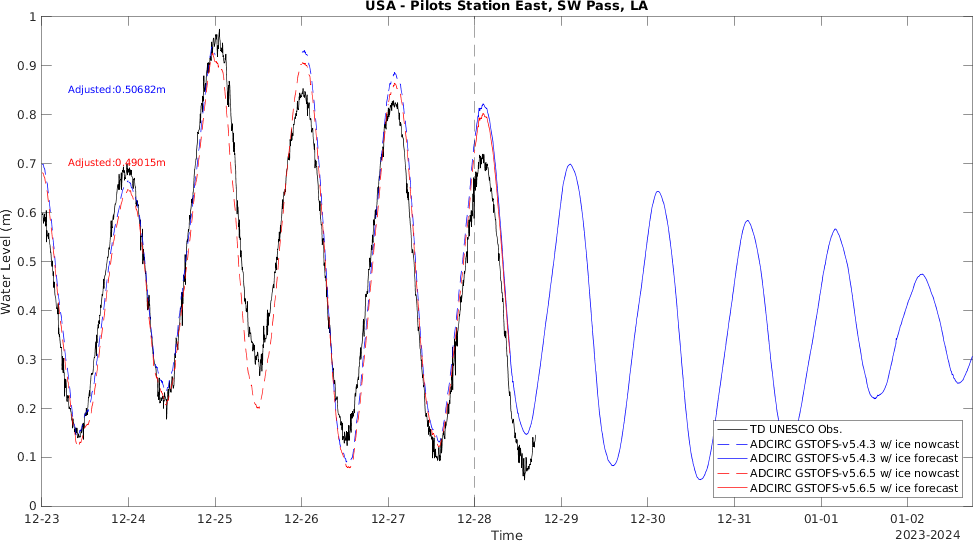 USA - Pilots Station East, SW Pass, LA
1
0.9
0.8
0.7
0.6
0.5
0.4
0.3
0.2
0.1
0
Water Level (m)
Adjusted:0.50682m
Adjusted:0.49015m
TD UNESCO Obs.
ADCIRC GSTOFS-v5.4.3 w/ ice nowcast
ADCIRC GSTOFS-v5.4.3 w/ ice forecast
ADCIRC GSTOFS-v5.6.5 w/ ice nowcast
ADCIRC GSTOFS-v5.6.5 w/ ice forecast
12-23 12-24 12-25 12-26 12-27 12-28 12-29 12-30 12-31 01-01 01-02
Time
2023-2024